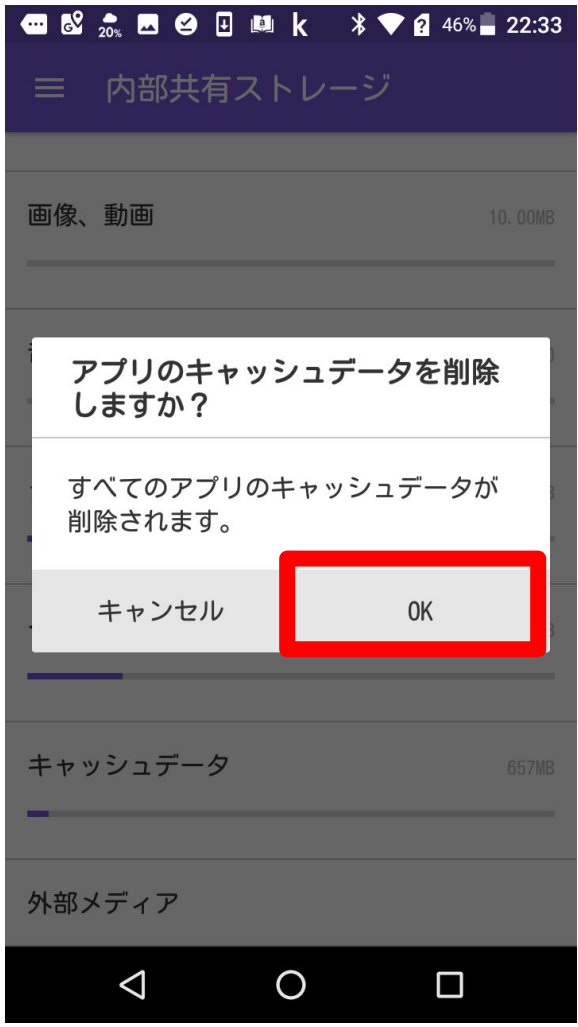 20% k 46% 22:33
内部共有ストレージ
画像、動画 10.00MB
アプリのキャッシュデータを削除
しますか？
すべてのアプリのキャッシュデータが
削除されます。
キャンセル OK
キャッシュデータ 657MB
外部メディア